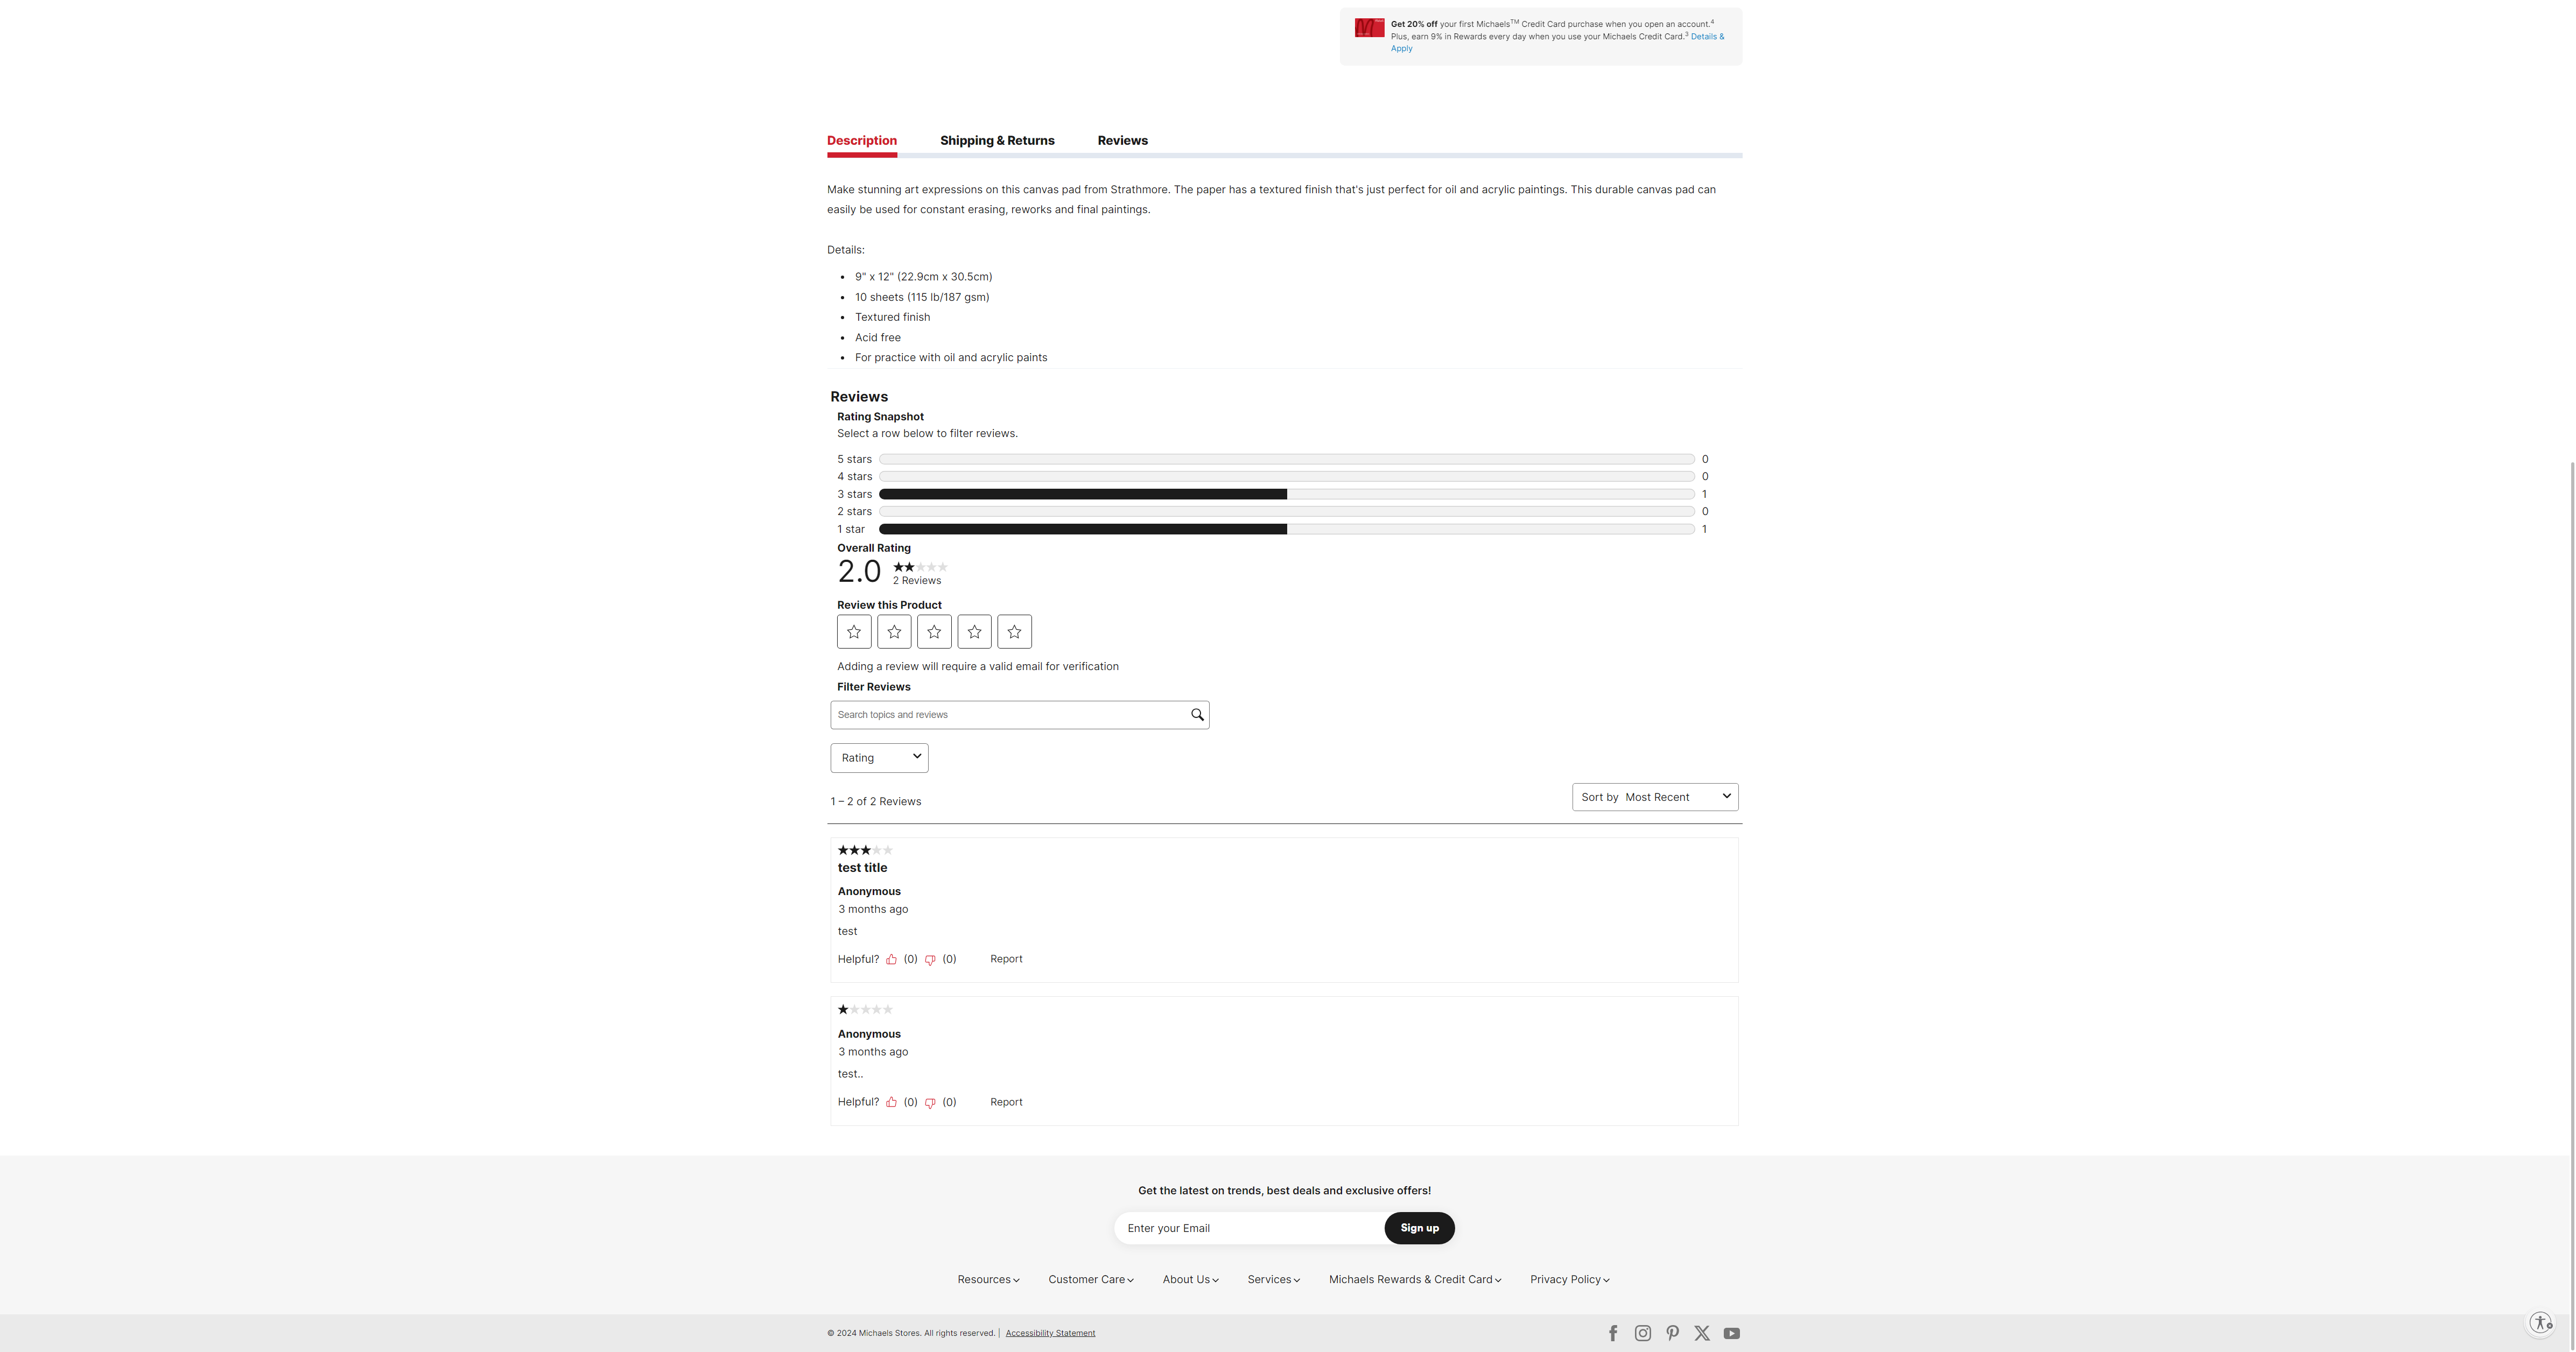 Get 20% off your first Michaels™ Credit Card purchase when you open an account.4
Plus, earn 9% in Rewards every day when you use your Michaels Credit Card.3 Details &
Apply
Description
Shipping & Returns
Reviews
Make stunning art expressions on this canvas pad from Strathmore. The paper has a textured finish that's just perfect for oil and acrylic paintings. This durable canvas pad can
easily be used for constant erasing, reworks and final paintings.
Details:
• 9" x 12" (22.9cm x 30.5cm)
• 10 sheets (115 lb/187 gsm)
• Textured finish
• Acid free
• For practice with oil and acrylic paints
Reviews
Rating Snapshot
Select a row below to filter reviews.
5 stars 0
4 stars 0
3 stars 1
2 stars 0
1 star 1
Overall Rating
2.0
2 Reviews
Review this Product
Adding a review will require a valid email for verification
Filter Reviews
Search topics and reviews
Rating
1 – 2 of 2 Reviews
Sort by Most Recent
test title
Anonymous
3 months ago
test
Helpful? (0) (0) Report
Anonymous
3 months ago
test..
Helpful? (0) (0) Report
Get the latest on trends, best deals and exclusive offers!
Enter your Email
Sign up
Resources
Customer Care
About Us
Services
Michaels Rewards & Credit Card
Privacy Policy
© 2024 Michaels Stores. All rights reserved. | Accessibility Statement